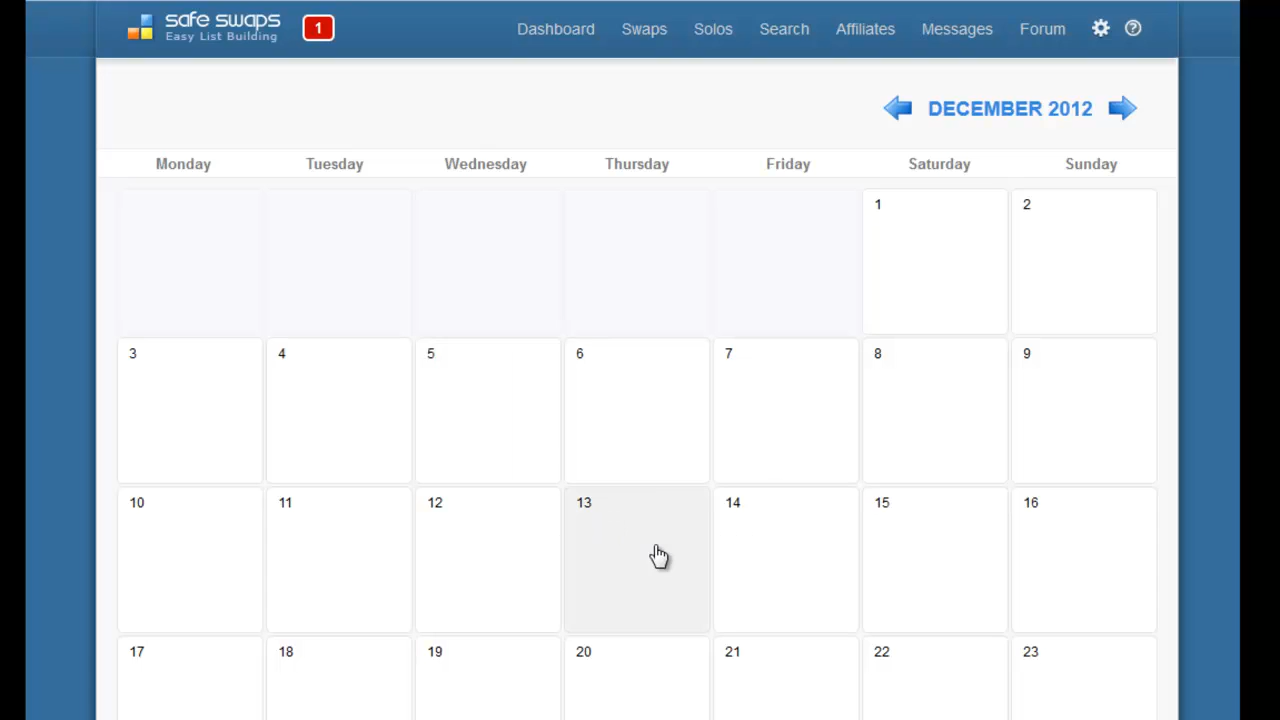 safe swaps
Easy List Building
1
Dashboard Swaps Solos Search Affiliates Messages Forum
DECEMBER 2012
Monday Tuesday Wednesday Thursday Friday Saturday Sunday
1 2
3 4 5 6 7 8 9
10 11 12 13 14 15 16
17 18 19 20 21 22 23